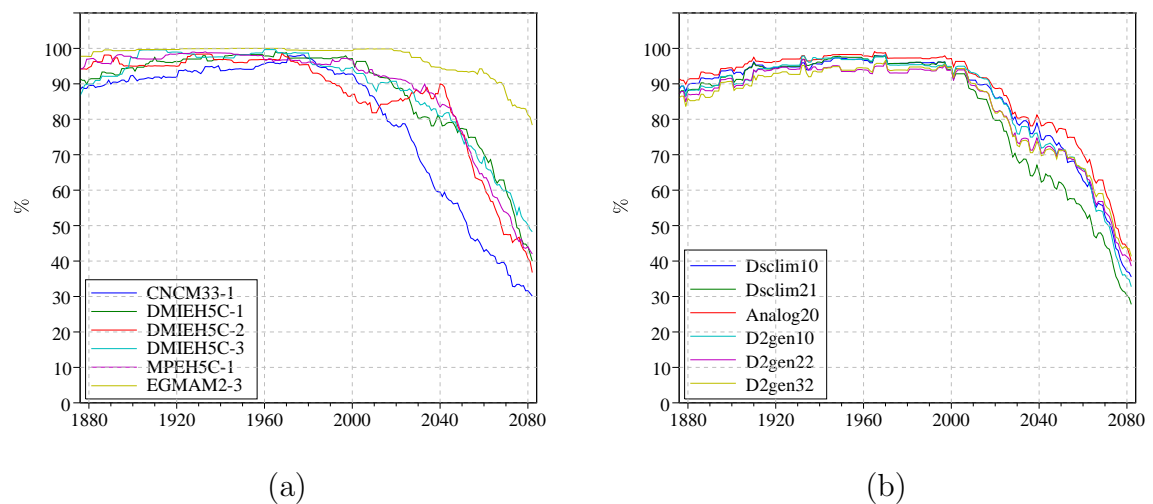 100
90
80
70
60
50
40
30
20
10
0
%
1880 1920 1960 2000 2040 2080
CNCM33-1
DMIEH5C-1
DMIEH5C-2
DMIEH5C-3
MPEH5C-1
EGMAM2-3
(a)
100
90
80
70
60
50
40
30
20
10
0
%
1880 1920 1960 2000 2040 2080
Dsclim10
Dsclim21
Analog20
D2gen10
D2gen22
D2gen32
(b)